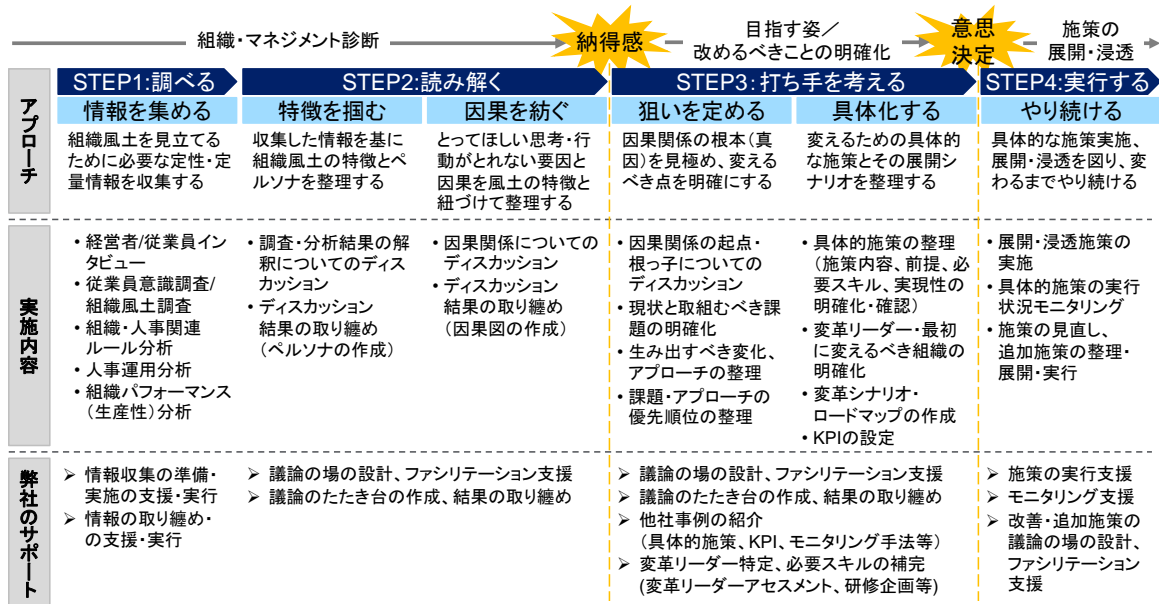 組織・マネジメント診断
納得感
目指す姿／
改めるべきことの明確化
意思
決定
施策の
展開・浸透
アプローチ
STEP1:調べる
STEP2:読み解く
STEP3:打ち手を考える
STEP4:実行する
情報を集める
特徴を掴む
因果を紡ぐ
狙いを定める
具体化する
やり続ける
組織風土を見立てる
ために必要な定性・定
量情報を収集する
収集した情報を基に
組織風土の特徴とペ
ルソナを整理する
とってほしい思考・行
動がとれない要因と
因果を風土の特徴と
紐づけて整理する
因果関係の根本（真
因）を見極め、変える
べき点を明確にする
変えるための具体的
な施策とその展開シ
ナリオを整理する
具体的な施策実施、
展開・浸透を図り、変
わるまでやり続ける
実施内容
• 経営者/従業員イン
タビュー
• 従業員意識調査/
組織風土調査
• 組織・人事関連
ルール分析
• 人事運用分析
• 組織パフォーマンス
（生産性）分析
• 調査・分析結果の解
釈についてのディス
カッション
• ディスカッション
結果の取り纏め
（ペルソナの作成）
• 因果関係についての
ディスカッション
• ディスカッション
結果の取り纏め
（因果図の作成）
• 因果関係の起点・
根っ子についての
ディスカッション
• 現状と取組むべき課
題の明確化
• 生み出すべき変化、
アプローチの整理
• 課題・アプローチの
優先順位の整理
• 具体的施策の整理
（施策内容、前提、必
要スキル、実現性の
明確化・確認）
• 変革リーダー・最初
に変えるべき組織の
明確化
• 変革シナリオ・
ロードマップの作成
• KPIの設定
• 展開・浸透施策の
実施
• 具体的施策の実行
状況モニタリング
• 施策の見直し、
追加施策の整理・
展開・実行
弊社のサポート
➢ 情報収集の準備・
実施の支援・実行
➢ 情報の取り纏め・
の支援・実行
➢ 議論の場の設計、ファシリテーション支援
➢ 議論のたたき台の作成、結果の取り纏め
➢ 議論の場の設計、ファシリテーション支援
➢ 議論のたたき台の作成、結果の取り纏め
➢ 他社事例の紹介
（具体的施策、KPI、モニタリング手法等）
➢ 変革リーダー特定、必要スキルの補完
(変革リーダーアセスメント、研修企画等)
➢ 施策の実行支援
➢ モニタリング支援
➢ 改善・追加施策の
議論の場の設計、
ファシリテーション
支援